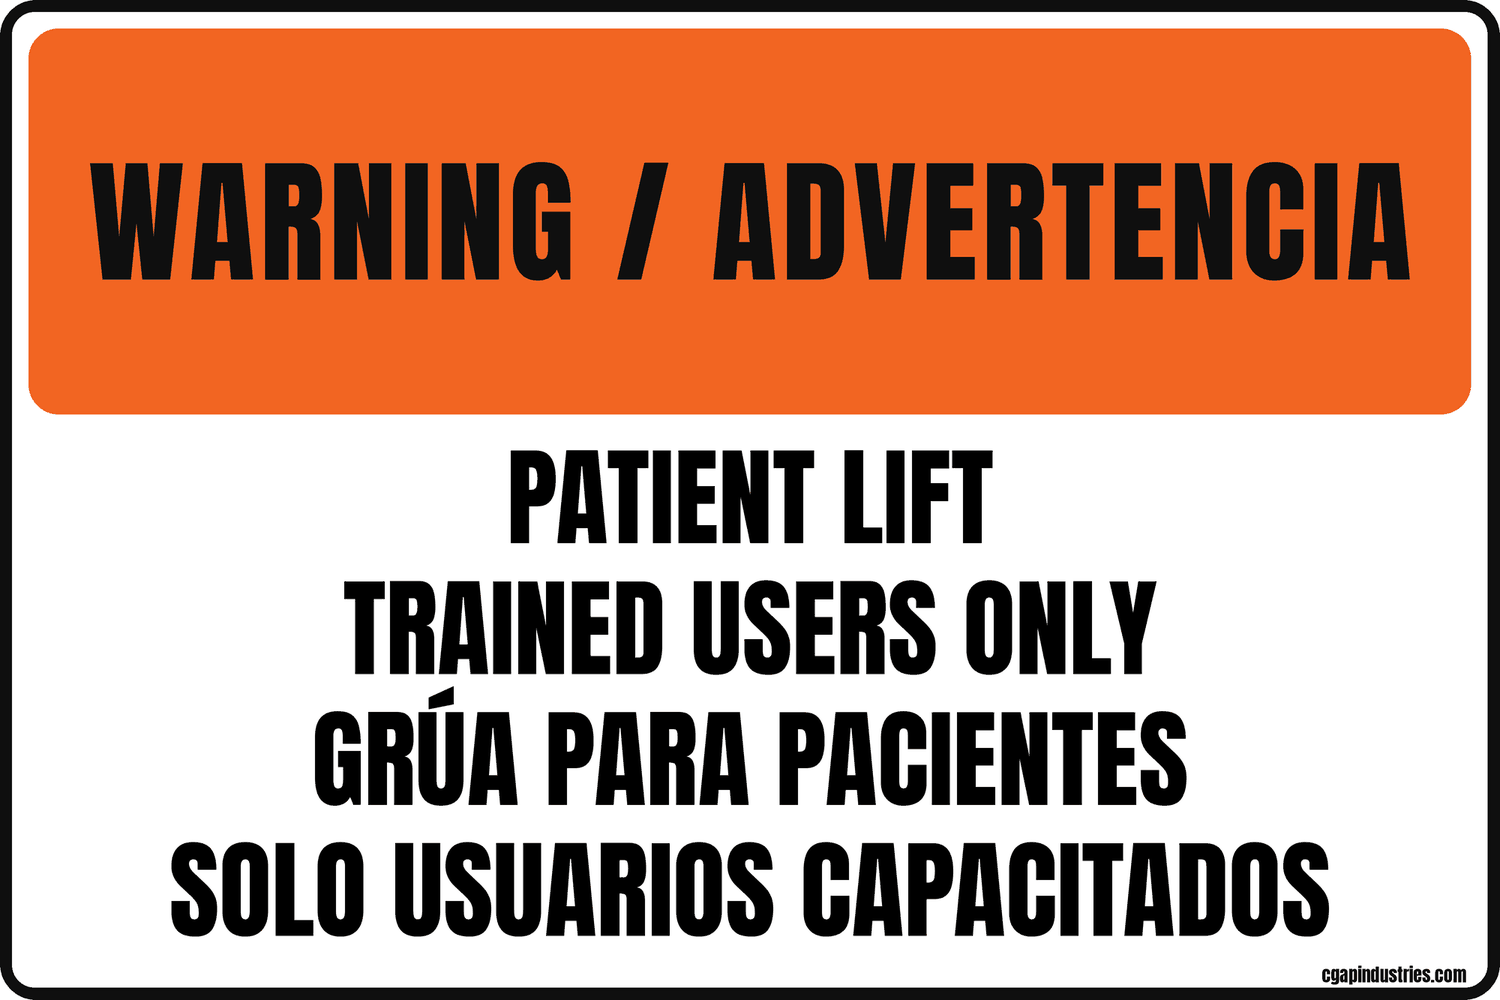 WARNING / ADVERTENCIA
PATIENT LIFT
TRAINED USERS ONLY
GRÚA PARA PACIENTES
SOLO USUARIOS CAPACITADOS
cgapindustries.com